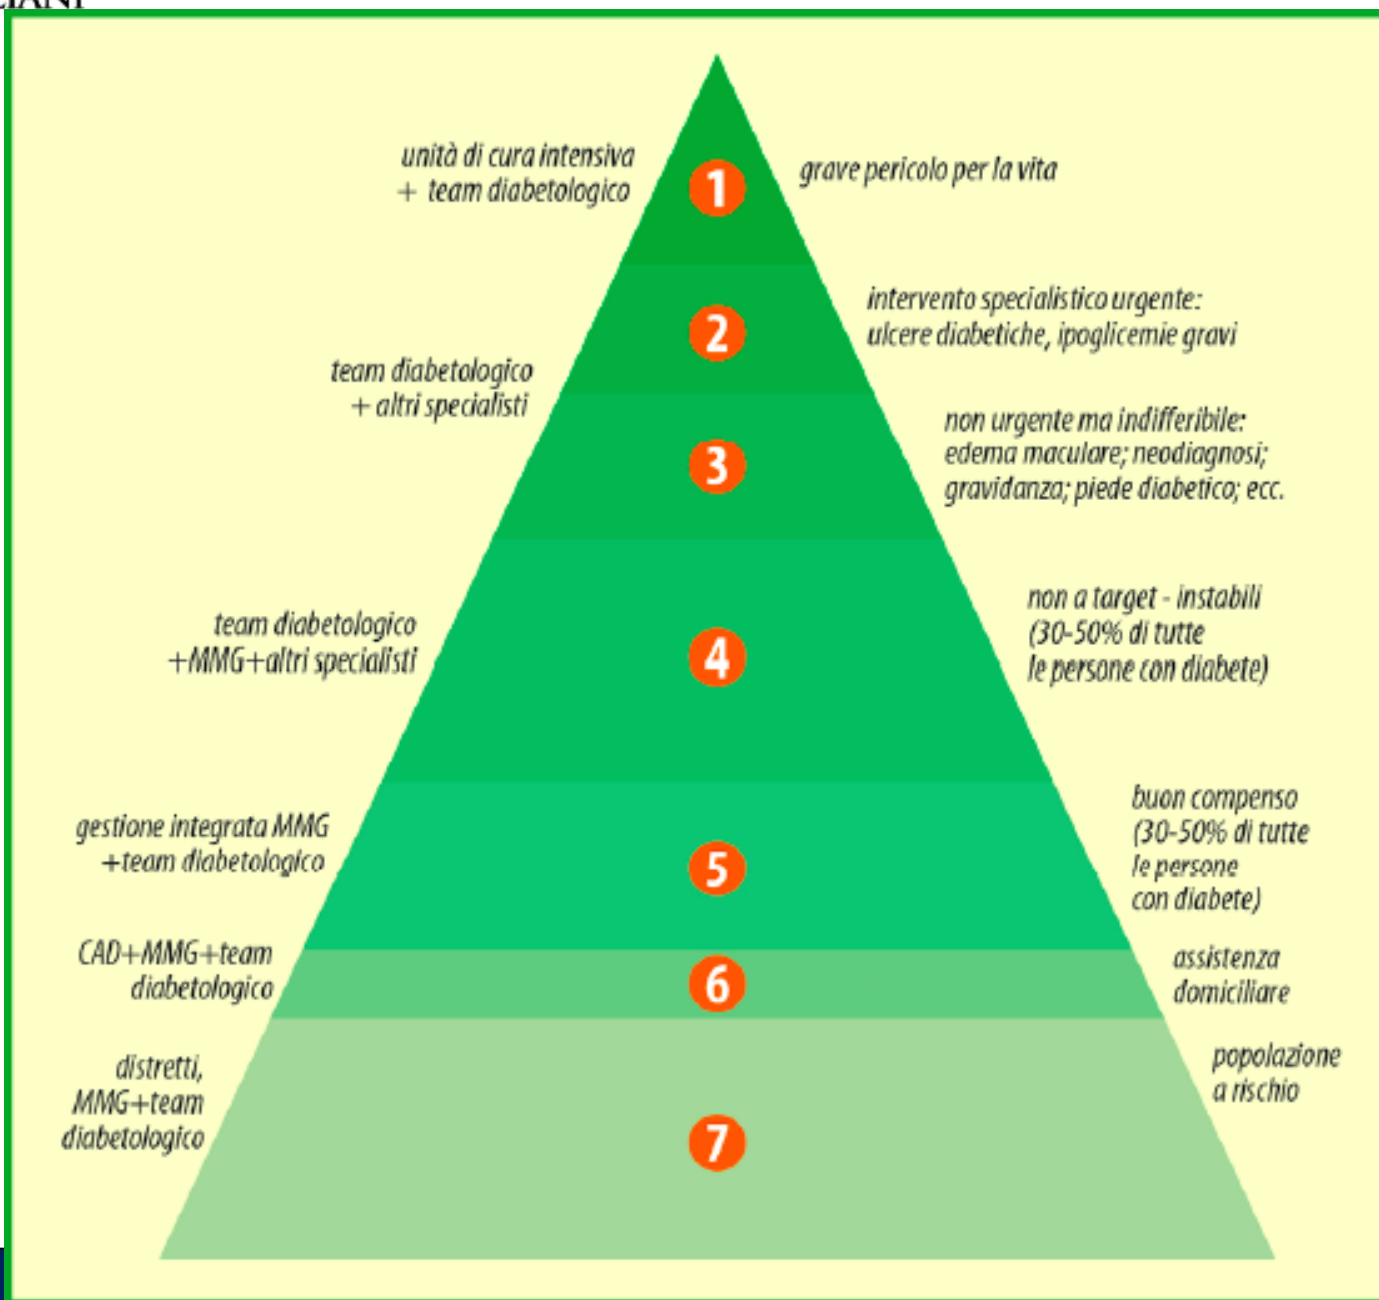 unità di cura intensiva
+ team diabetologico
1
grave pericolo per la vita
2
intervento specialistico urgente:
ulcere diabetiche, ipoglicemie gravi
team diabetologico
+ altri specialisti
3
non urgente ma indifferibile:
edema maculare; neodiagnosi;
gravidanza; piede diabetico; ecc.
team diabetologico
+MMG+altri specialisti
4
non a target - instabili
(30-50% di tutte
le persone con diabete)
gestione integrata MMG
+team diabetologico
5
buon compenso
(30-50% di tutte
le persone
con diabete)
CAD+MMG+team
diabetologico
6
assistenza
domiciliare
distretti,
MMG+team
diabetologico
7
popolazione
a rischio